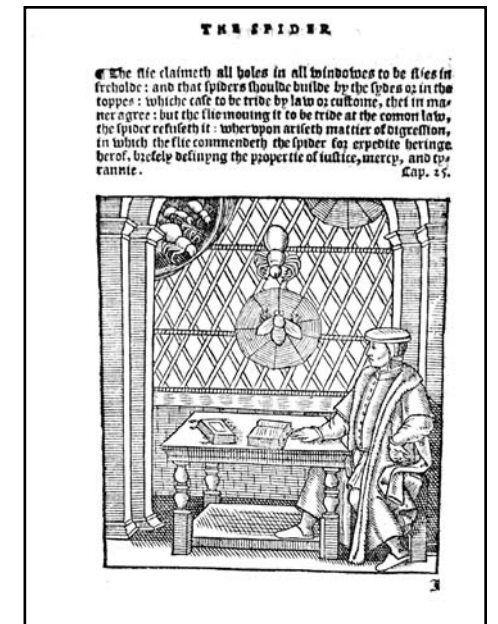 THE SPIDER
¶ The flie claimeth all holes in all windowes to be flies in
freholde: and that spiders shoulde builde by the sydes or in the
toppes: whiche case to be tride by law or custome, thei in ma-
ner agree: but the flie mouing it to be tride at the comon law,
the spider refuseth it: wherupon ariseth mattier of digression,
in which the flie commendeth the spider for expedite heringe
herof, brefely definyng the propertie of iustice, mercy, and ty-
rannie. Cap. 25.
I